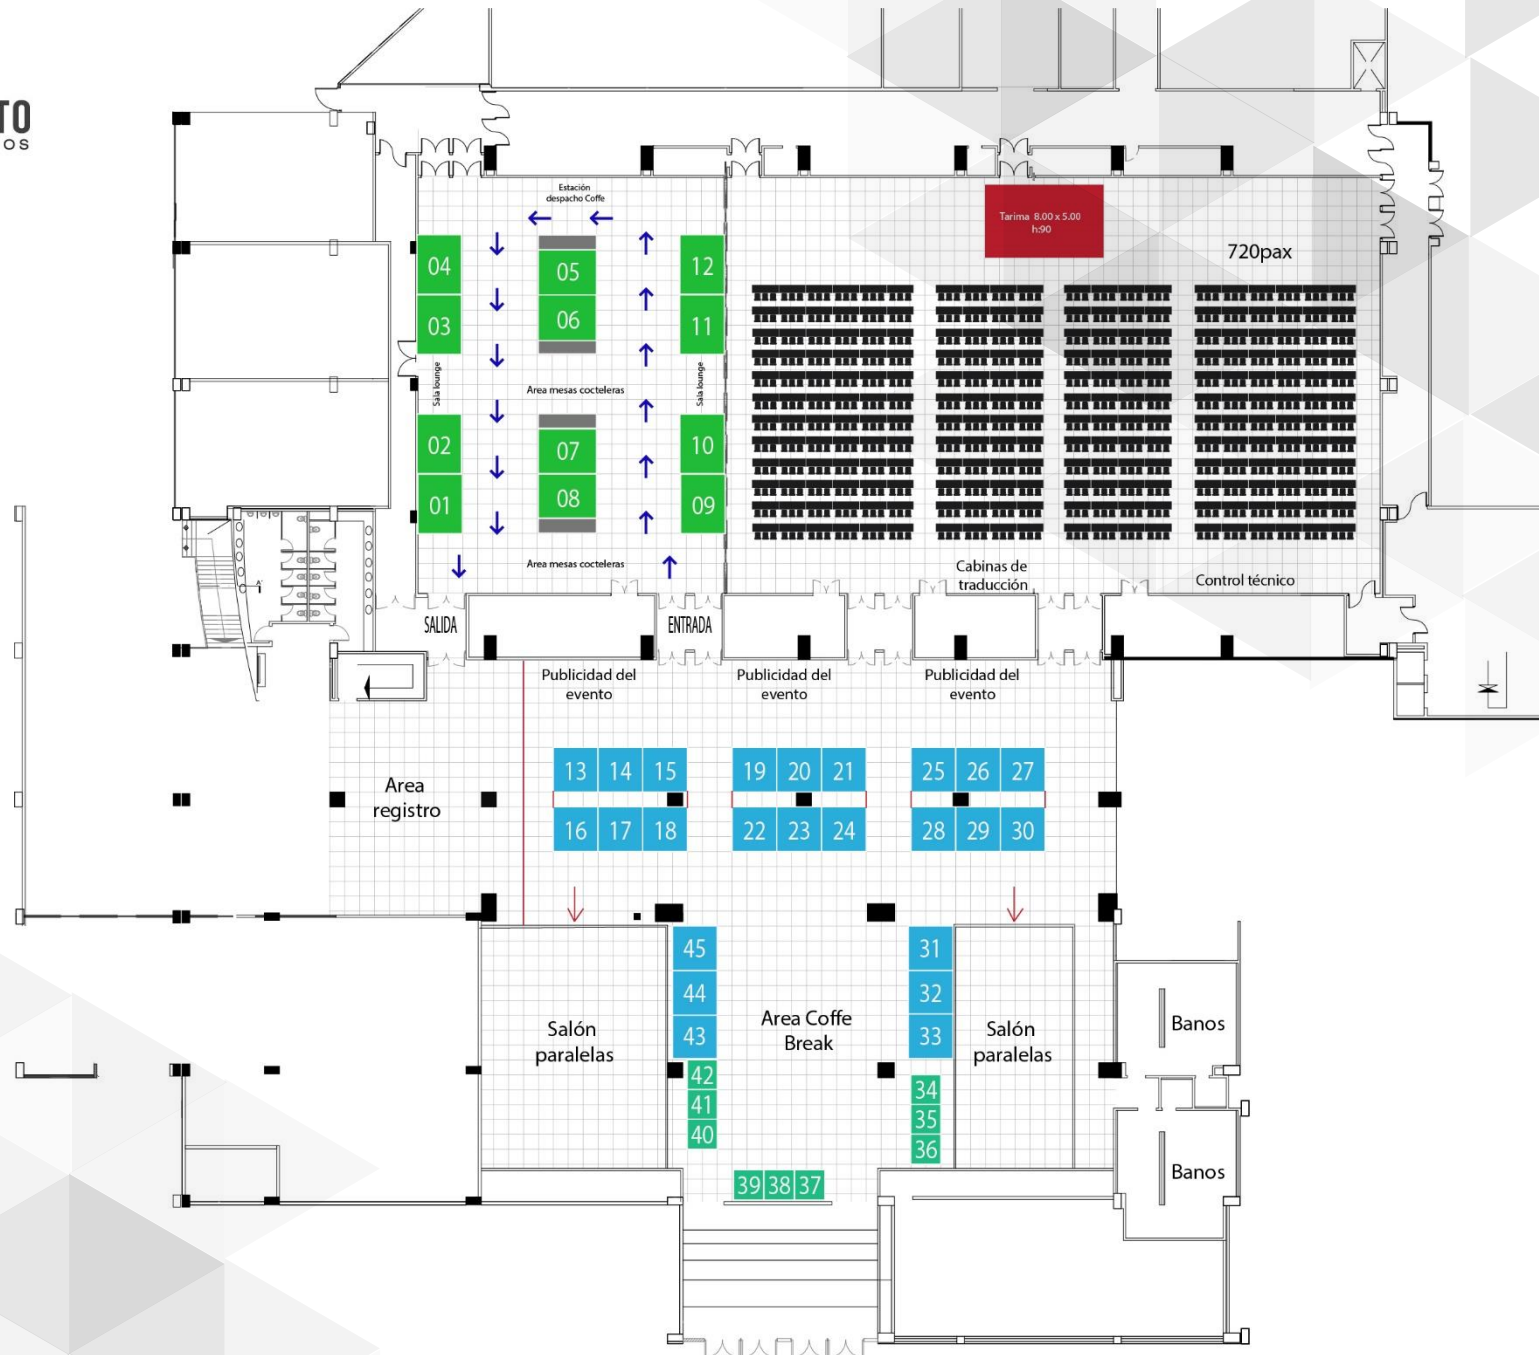 TO
OS
Estación
despacho Coffe
Tarima 8.00 x 5.00
h:90
720pax
04
05
12
03
06
11
Sala lounge
Area mesas cocteleras
Sala lounge
02
07
10
01
08
09
Area mesas cocteleras
Cabinas de
traducción
Control técnico
SALIDA
ENTRADA
Publicidad del
evento
Publicidad del
evento
Publicidad del
evento
Area
registro
13 14 15
19 20 21
25 26 27
16 17 18
22 23 24
28 29 30
45
31
44
32
43
33
Salón
paralelas
Area Coffe
Break
Salón
paralelas
Banos
42
41
40
34
35
36
39 38 37
Banos